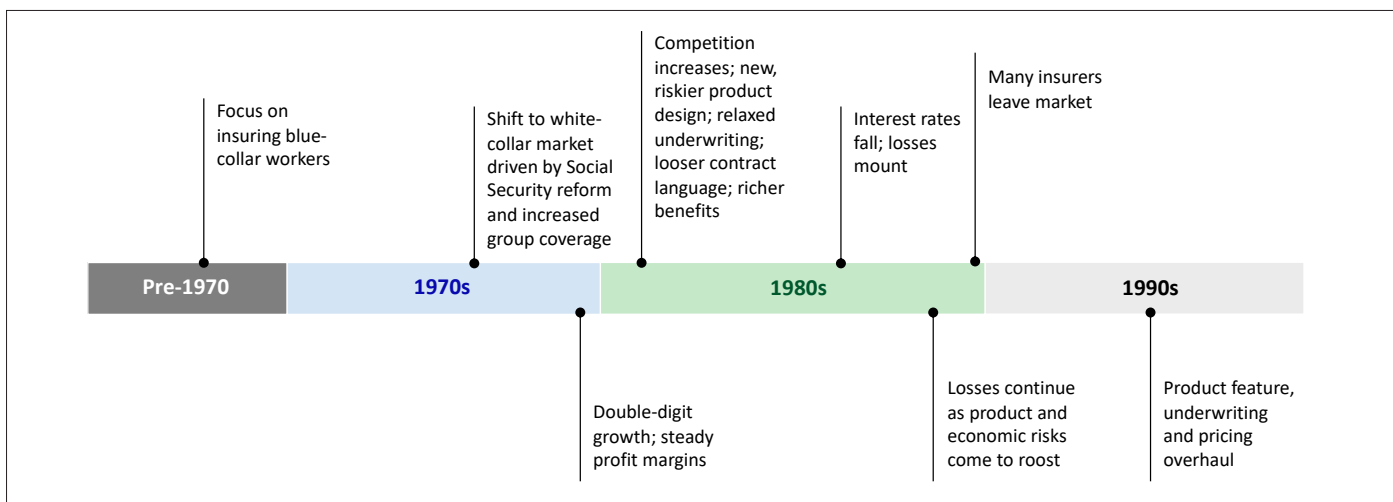 Focus on
insuring blue-
collar workers
Shift to white-
collar market
driven by Social
Security reform
and increased
group coverage
Competition
increases; new,
riskier product
design; relaxed
underwriting;
looser contract
language; richer
benefits
Interest rates
fall; losses
mount
Many insurers
leave market
Pre-1970
1970s
1980s
1990s
Double-digit
growth; steady
profit margins
Losses continue
as product and
economic risks
come to roost
Product feature,
underwriting
and pricing
overhaul